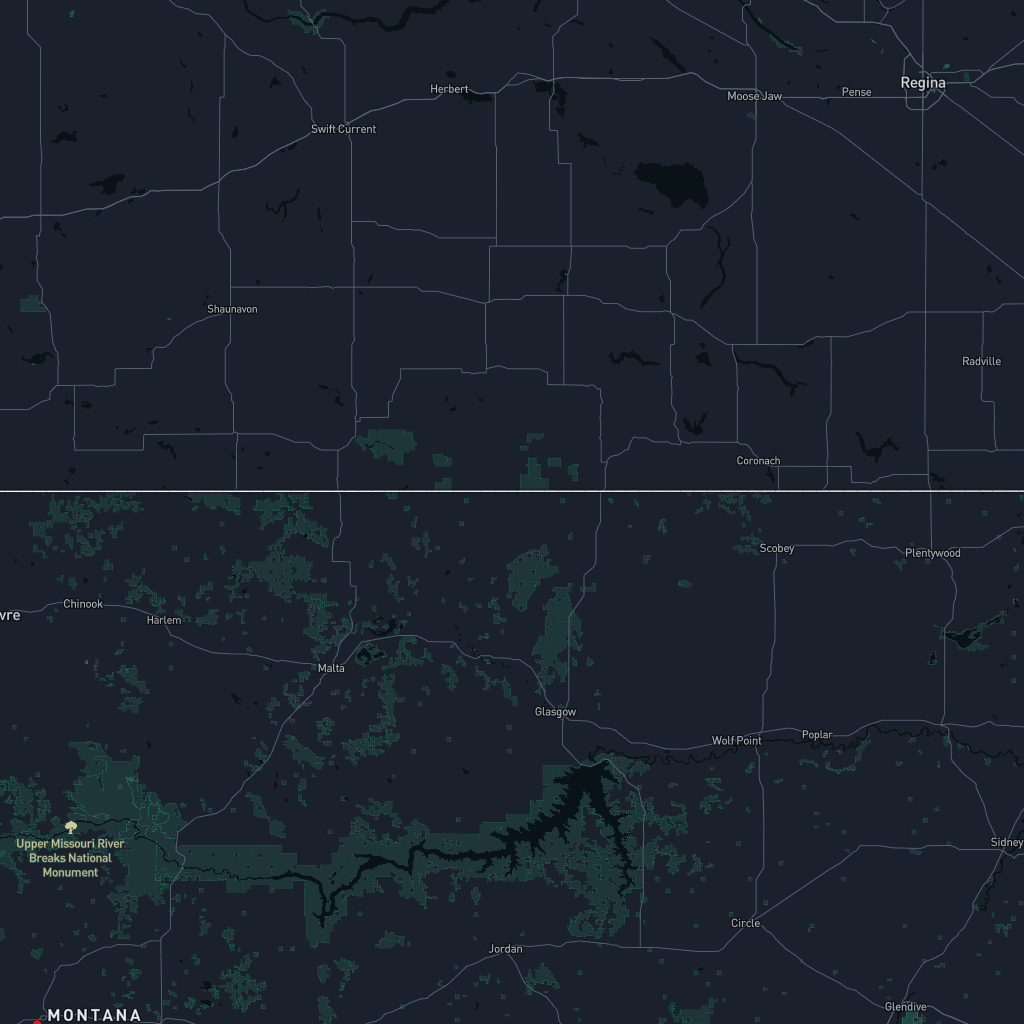 Regina
Herbert
Moose Jaw
Pense
Swift Current
Shaunavon
Radville
Coronach
Scobey
Plentywood
Chinook
vre
Harlem
Malta
Glasgow
Wolf Point
Poplar
Upper Missouri River
Breaks National
Monument
Sidney
Circle
Jordan
Glendive
MONTANA